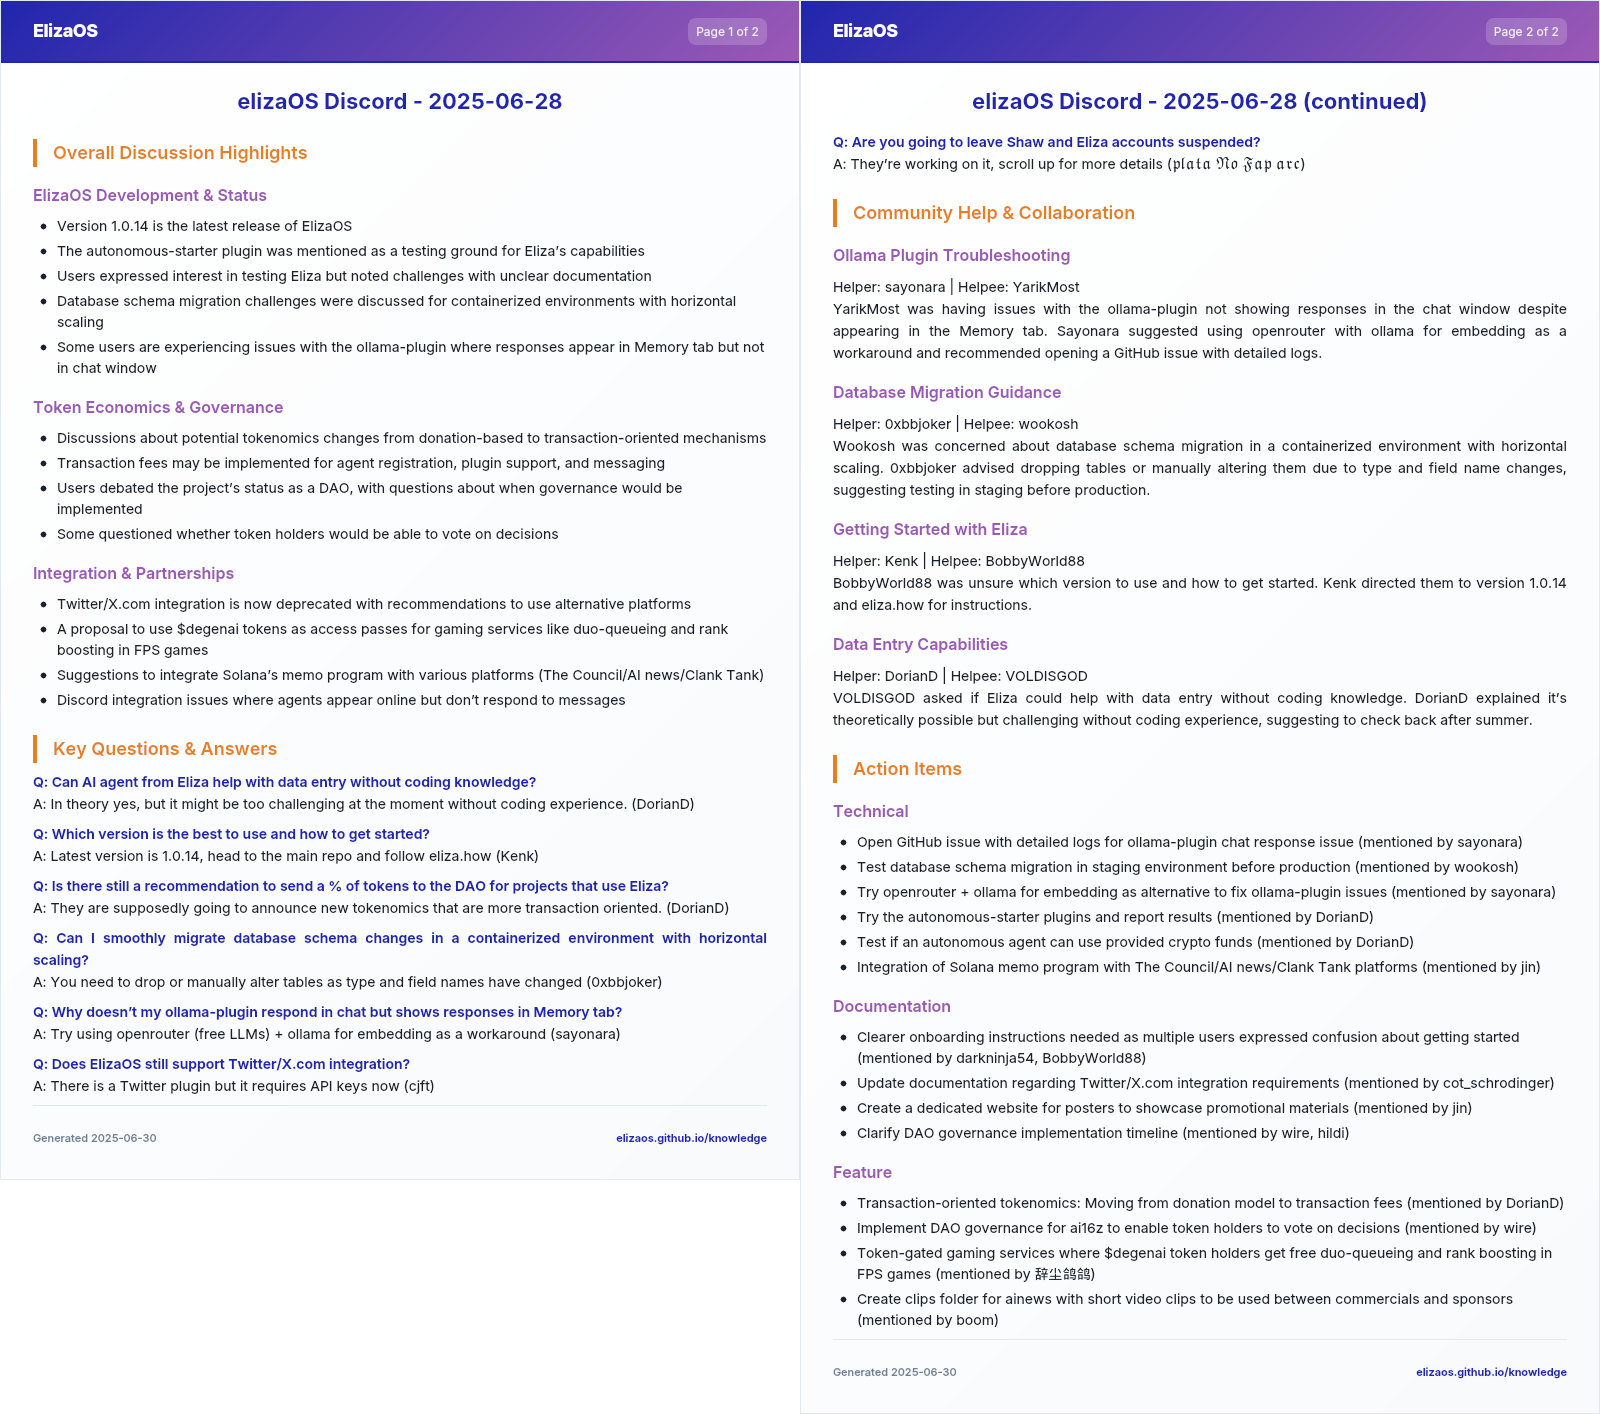 ElizaOS
Page 1 of 2
elizaOS Discord - 2025-06-28
Overall Discussion Highlights
ElizaOS Development & Status
• Version 1.0.14 is the latest release of ElizaOS
• The autonomous-starter plugin was mentioned as a testing ground for Eliza’s capabilities
• Users expressed interest in testing Eliza but noted challenges with unclear documentation
• Database schema migration challenges were discussed for containerized environments with horizontal
scaling
• Some users are experiencing issues with the ollama-plugin where responses appear in Memory tab but not
in chat window
Token Economics & Governance
• Discussions about potential tokenomics changes from donation-based to transaction-oriented mechanisms
• Transaction fees may be implemented for agent registration, plugin support, and messaging
• Users debated the project’s status as a DAO, with questions about when governance would be
implemented
• Some questioned whether token holders would be able to vote on decisions
Integration & Partnerships
• Twitter/X.com integration is now deprecated with recommendations to use alternative platforms
• A proposal to use $degenai tokens as access passes for gaming services like duo-queueing and rank
boosting in FPS games
• Suggestions to integrate Solana’s memo program with various platforms (The Council/AI news/Clank Tank)
• Discord integration issues where agents appear online but don’t respond to messages
Key Questions & Answers
Q: Can AI agent from Eliza help with data entry without coding knowledge?
A: In theory yes, but it might be too challenging at the moment without coding experience. (DorianD)
Q: Which version is the best to use and how to get started?
A: Latest version is 1.0.14, head to the main repo and follow eliza.how (Kenk)
Q: Is there still a recommendation to send a % of tokens to the DAO for projects that use Eliza?
A: They are supposedly going to announce new tokenomics that are more transaction oriented. (DorianD)
Q: Can I smoothly migrate database schema changes in a containerized environment with horizontal
scaling?
A: You need to drop or manually alter tables as type and field names have changed (0xbbjoker)
Q: Why doesn’t my ollama-plugin respond in chat but shows responses in Memory tab?
A: Try using openrouter (free LLMs) + ollama for embedding as a workaround (sayonara)
Q: Does ElizaOS still support Twitter/X.com integration?
A: There is a Twitter plugin but it requires API keys now (cjft)
Generated 2025-06-30
elizaos.github.io/knowledge
ElizaOS
Page 2 of 2
elizaOS Discord - 2025-06-28 (continued)
Q: Are you going to leave Shaw and Eliza accounts suspended?
A: They’re working on it, scroll up for more details (𝔭𝔩𝔞𝔱𝔞 𝔑𝔬 𝔉𝔞𝔭 𝔞𝔯𝔠)
Community Help & Collaboration
Ollama Plugin Troubleshooting
Helper: sayonara | Helpee: YarikMost
YarikMost was having issues with the ollama-plugin not showing responses in the chat window despite
appearing in the Memory tab. Sayonara suggested using openrouter with ollama for embedding as a
workaround and recommended opening a GitHub issue with detailed logs.
Database Migration Guidance
Helper: 0xbbjoker | Helpee: wookosh
Wookosh was concerned about database schema migration in a containerized environment with horizontal
scaling. 0xbbjoker advised dropping tables or manually altering them due to type and field name changes,
suggesting testing in staging before production.
Getting Started with Eliza
Helper: Kenk | Helpee: BobbyWorld88
BobbyWorld88 was unsure which version to use and how to get started. Kenk directed them to version 1.0.14
and eliza.how for instructions.
Data Entry Capabilities
Helper: DorianD | Helpee: VOLDISGOD
VOLDISGOD asked if Eliza could help with data entry without coding knowledge. DorianD explained it’s
theoretically possible but challenging without coding experience, suggesting to check back after summer.
Action Items
Technical
• Open GitHub issue with detailed logs for ollama-plugin chat response issue (mentioned by sayonara)
• Test database schema migration in staging environment before production (mentioned by wookosh)
• Try openrouter + ollama for embedding as alternative to fix ollama-plugin issues (mentioned by sayonara)
• Try the autonomous-starter plugins and report results (mentioned by DorianD)
• Test if an autonomous agent can use provided crypto funds (mentioned by DorianD)
• Integration of Solana memo program with The Council/AI news/Clank Tank platforms (mentioned by jin)
Documentation
• Clearer onboarding instructions needed as multiple users expressed confusion about getting started
(mentioned by darkninja54, BobbyWorld88)
• Update documentation regarding Twitter/X.com integration requirements (mentioned by cot_schrodinger)
• Create a dedicated website for posters to showcase promotional materials (mentioned by jin)
• Clarify DAO governance implementation timeline (mentioned by wire, hildi)
Feature
• Transaction-oriented tokenomics: Moving from donation model to transaction fees (mentioned by DorianD)
• Implement DAO governance for ai16z to enable token holders to vote on decisions (mentioned by wire)
• Token-gated gaming services where $degenai token holders get free duo-queueing and rank boosting in
FPS games (mentioned by 辞尘鸽鸽)
• Create clips folder for ainews with short video clips to be used between commercials and sponsors
(mentioned by boom)
Generated 2025-06-30
elizaos.github.io/knowledge